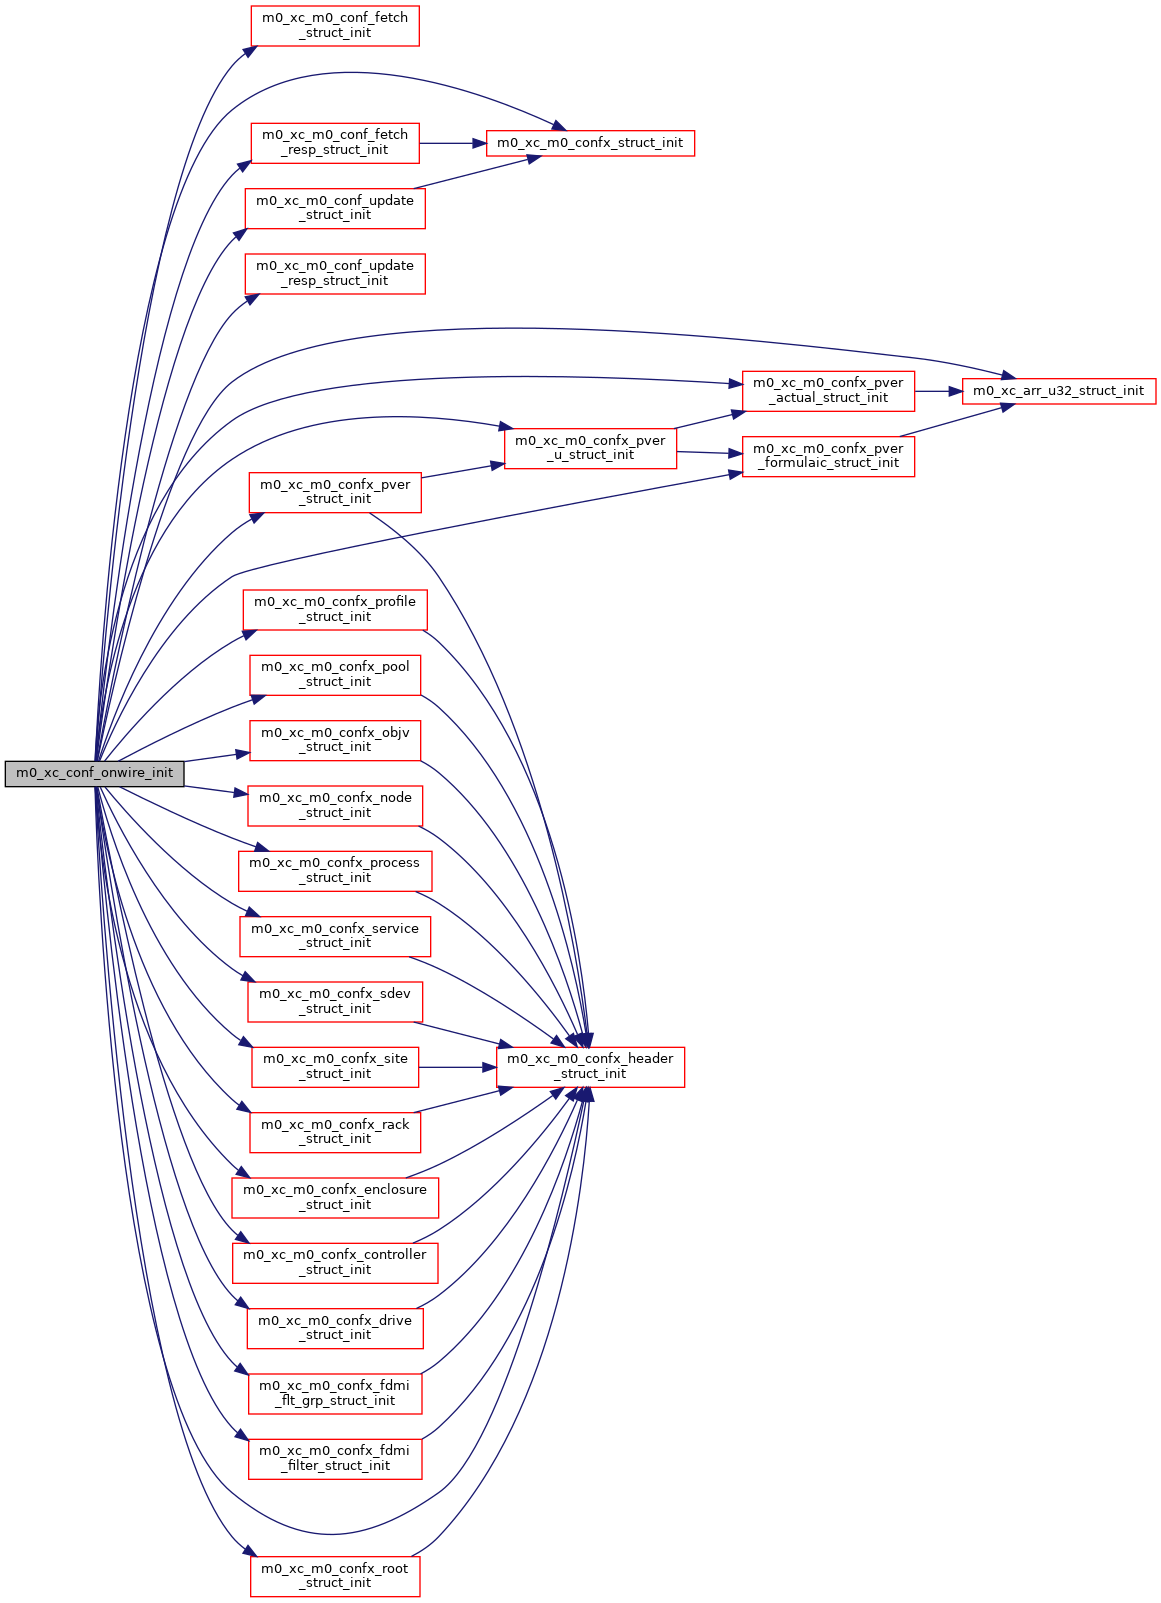 m0_xc_m0_conf_fetch
_struct_init
m0_xc_m0_conf_fetch
_resp_struct_init
m0_xc_m0_confx_struct_init
m0_xc_m0_conf_update
_struct_init
m0_xc_m0_conf_update
_resp_struct_init
m0_xc_m0_confx_pver
_actual_struct_init
m0_xc_arr_u32_struct_init
m0_xc_m0_confx_pver
_u_struct_init
m0_xc_m0_confx_pver
_formulaic_struct_init
m0_xc_m0_confx_pver
_struct_init
m0_xc_m0_confx_profile
_struct_init
m0_xc_m0_confx_pool
_struct_init
m0_xc_m0_confx_objv
_struct_init
m0_xc_conf_onwire_init
m0_xc_m0_confx_node
_struct_init
m0_xc_m0_confx_process
_struct_init
m0_xc_m0_confx_service
_struct_init
m0_xc_m0_confx_sdev
_struct_init
m0_xc_m0_confx_site
_struct_init
m0_xc_m0_confx_header
_struct_init
m0_xc_m0_confx_rack
_struct_init
m0_xc_m0_confx_enclosure
_struct_init
m0_xc_m0_confx_controller
_struct_init
m0_xc_m0_confx_drive
_struct_init
m0_xc_m0_confx_fdmi
_flt_grp_struct_init
m0_xc_m0_confx_fdmi
_filter_struct_init
m0_xc_m0_confx_root
_struct_init